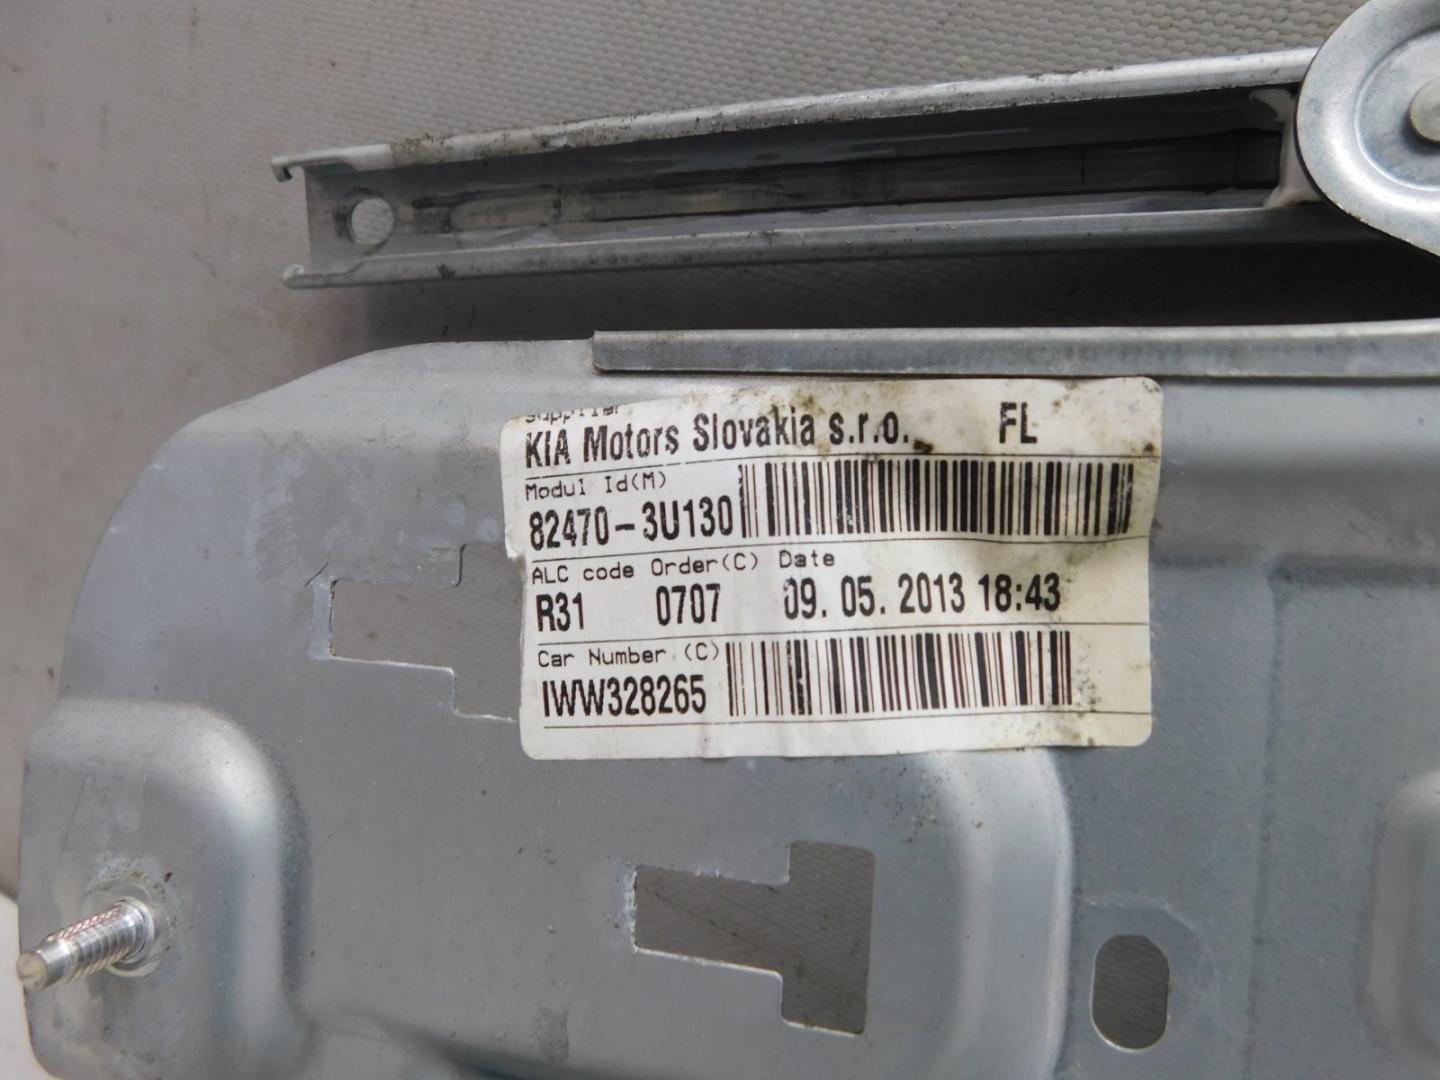 Supplier
KIA Motors Slovakia s.r.o. FL
Modul Id(M)
82470-3U130
ALC code Order(C) Date
R31 0707 09. 05. 2013 18:43
Car Number (C)
IWW328265